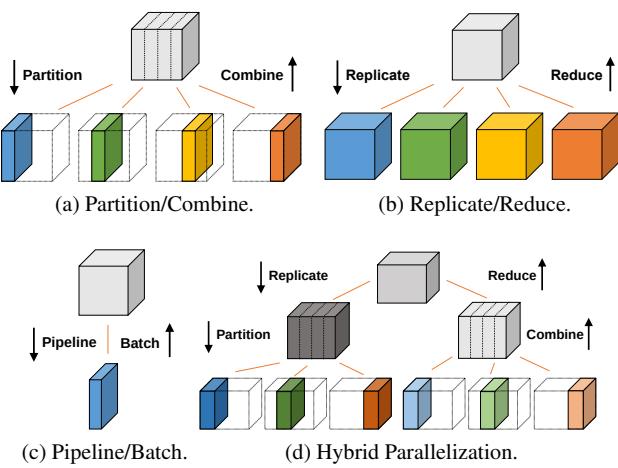 Partition
Combine
(a) Partition/Combine.
Replicate
Reduce
(b) Replicate/Reduce.
Pipeline
Batch
(c) Pipeline/Batch.
Replicate
Reduce
Partition
Combine
(d) Hybrid Parallelization.